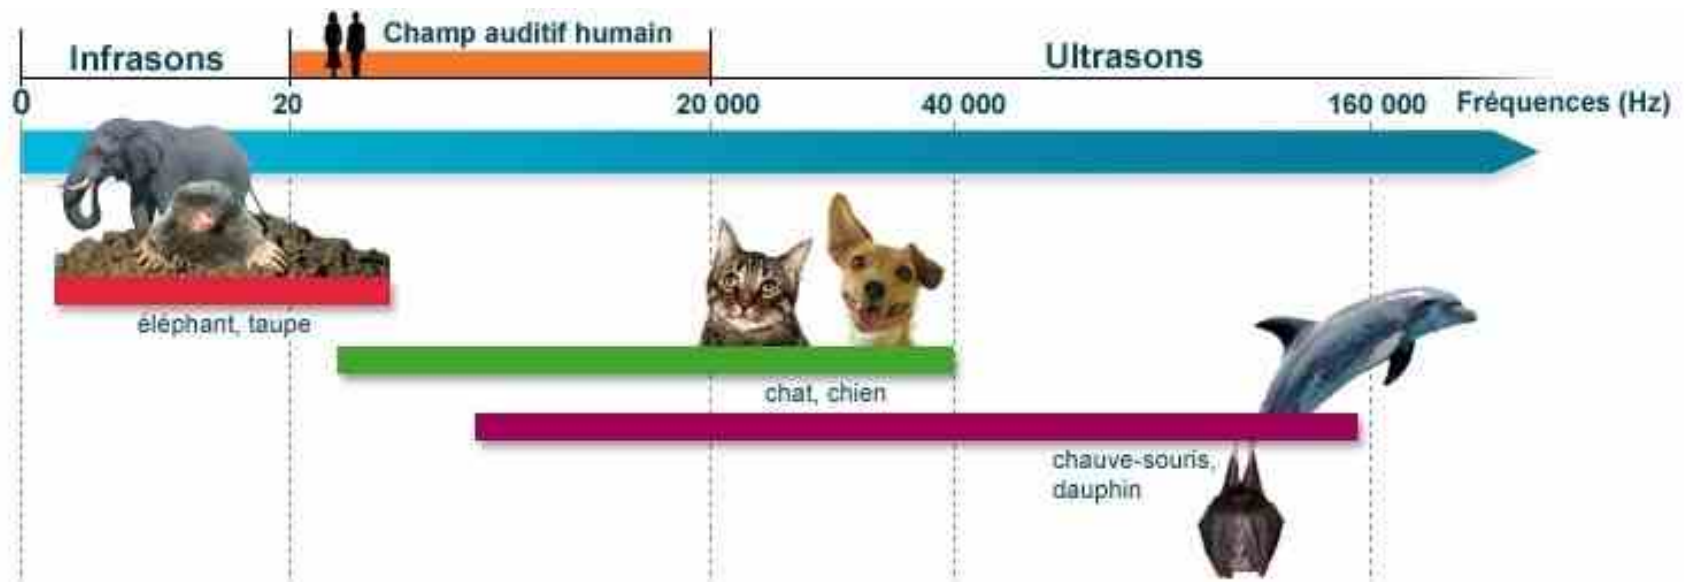 Infrasons
Champ auditif humain
Ultrasons
0 20 20 000 40 000 160 000 Fréquences (Hz)
éléphant, taupe
chat, chien
chauve-souris,
dauphin